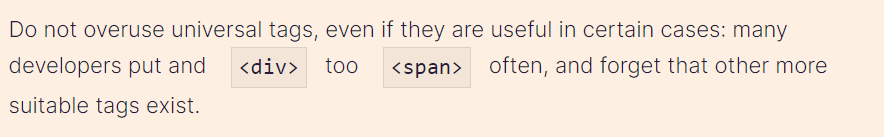 Do not overuse universal tags, even if they are useful in certain cases: many
developers put and <div> too <span> often, and forget that other more
suitable tags exist.